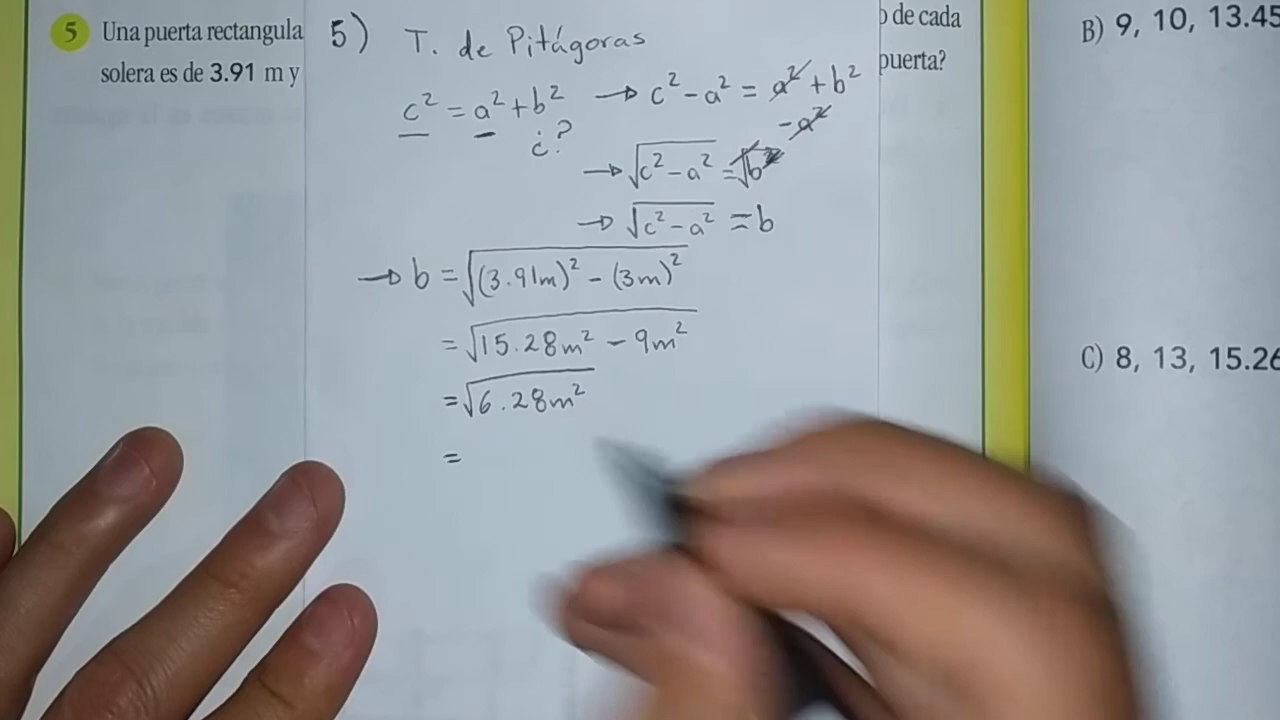 5 Una puerta rectangula
solera es de 3.91 m y
o de cada
puerta?
5) T. de Pitágoras
c² = a² + b² → c² - a² = a² + b²
- a²
¿?
→ √c² - a² = √b²
→ √c² - a² = b
→ b = √(3.91m)² - (3m)²
= √15.28m² - 9m²
= √6.28m²
=
B) 9, 10, 13.45
C) 8, 13, 15.26